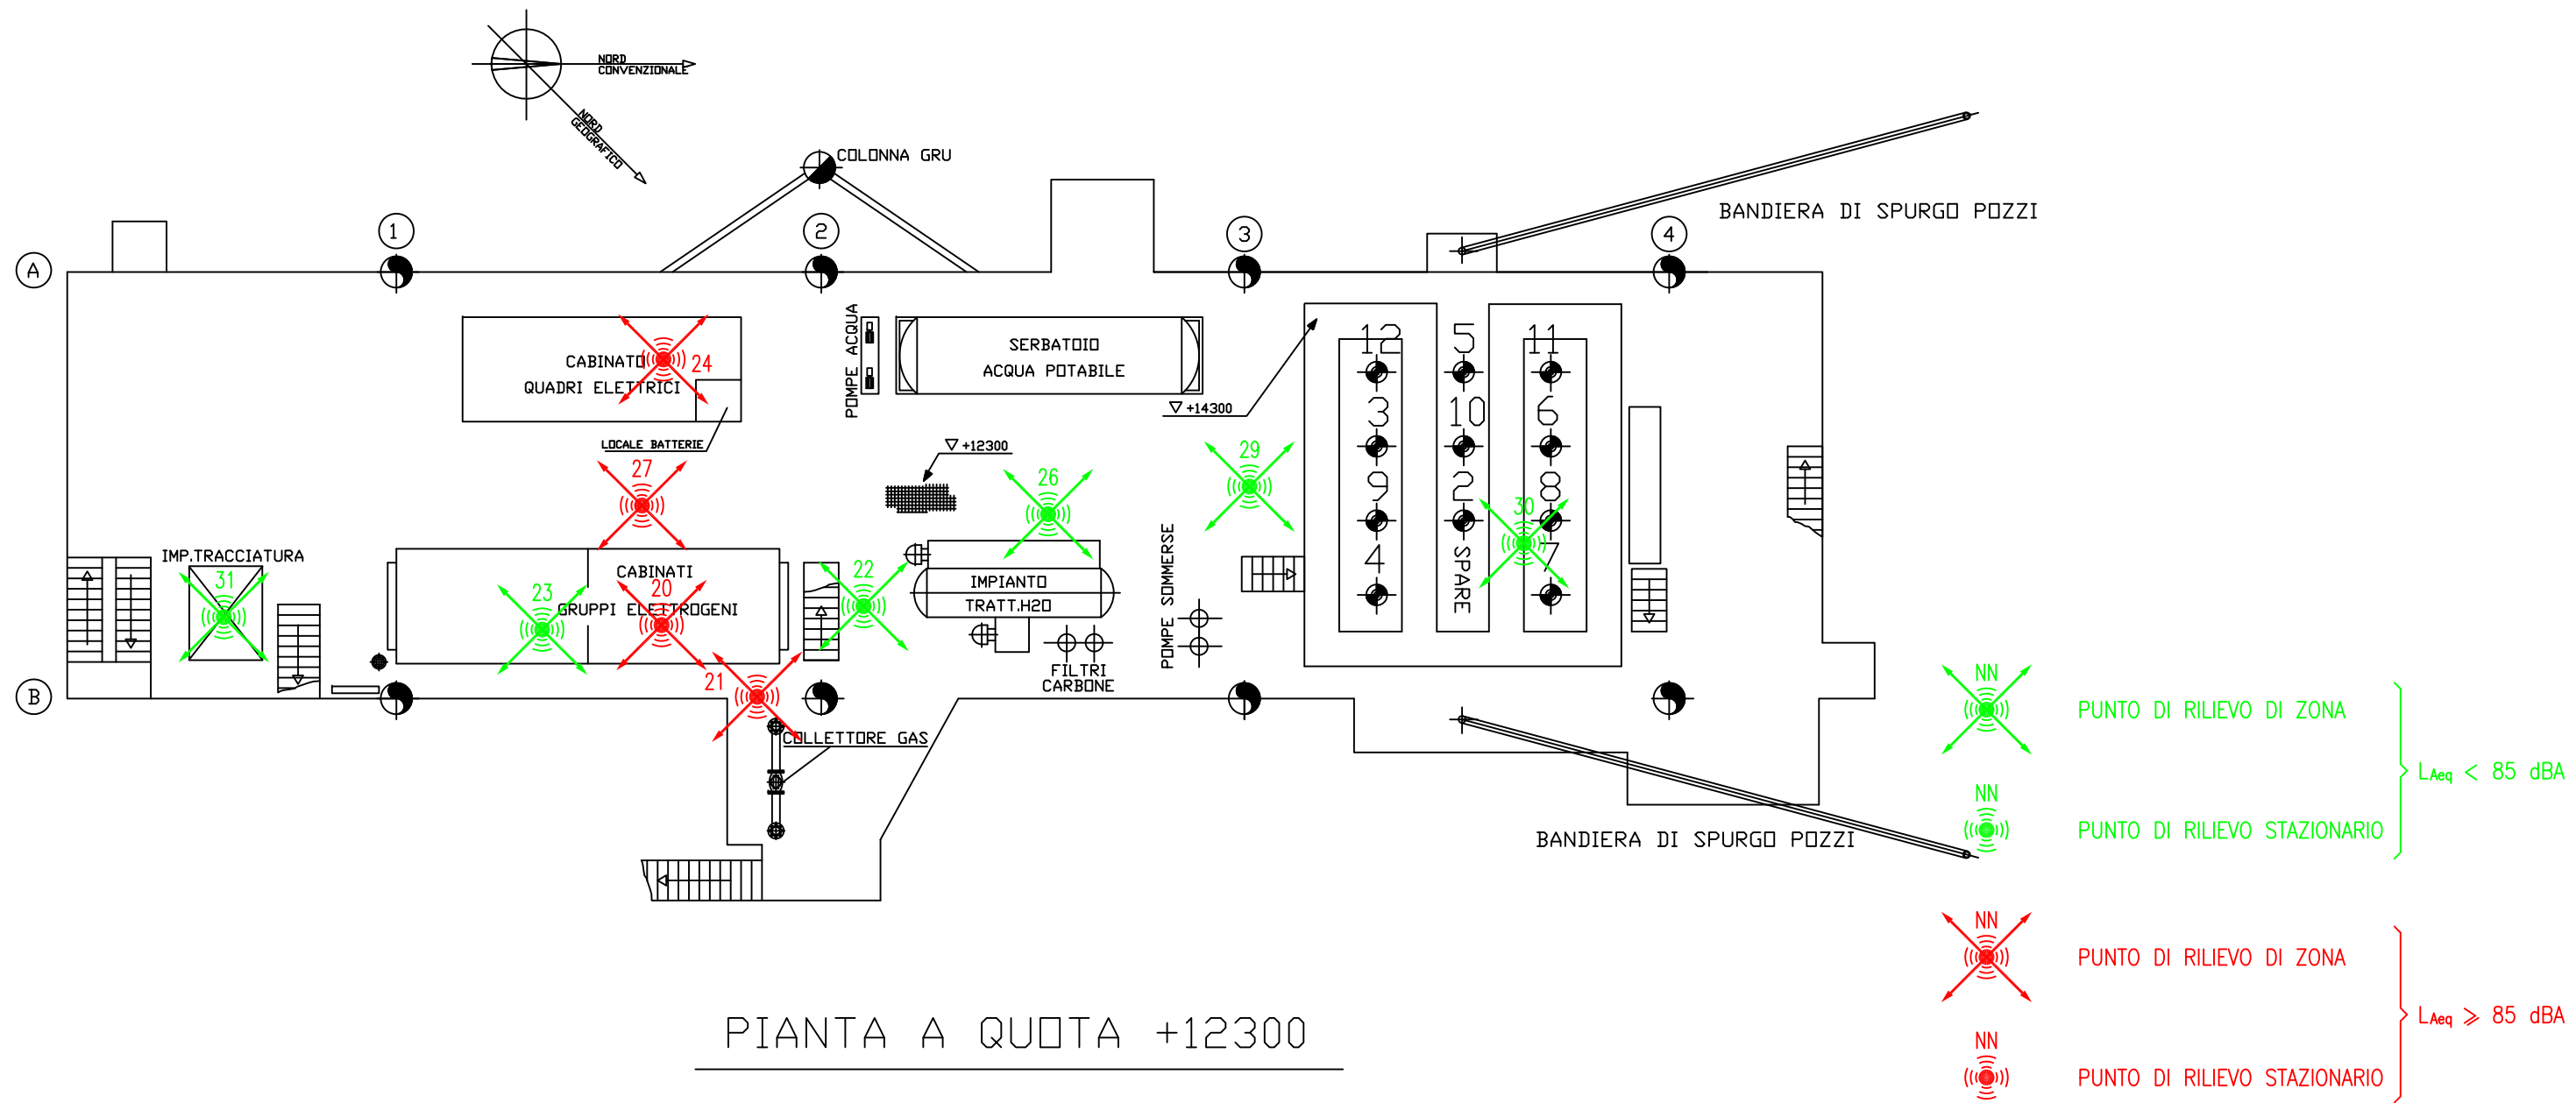 NORD
CONVENZIONALE
NORD
GEOGRAFICO
COLONNA GRU
BANDIERA DI SPURGO POZZI
1
2
3
4
A
CABINATO
QUADRI ELETTRICI
24
LOCALE BATTERIE
POMPE ACQUA
SERBATOIO
ACQUA POTABILE
+14300
+12300
12
5
11
3
10
6
9
2
8
4
SPARE
7
27
26
29
30
IMP.TRACCIATURA
31
CABINATI
GRUPPI ELETTROGENI
23
20
22
21
IMPIANTO
TRATT.H2O
POMPE SOMMERSE
FILTRI
CARBONE
B
COLLETTORE GAS
BANDIERA DI SPURGO POZZI
NN
PUNTO DI RILIEVO DI ZONA
NN
PUNTO DI RILIEVO STAZIONARIO
LAeq < 85 dBA
NN
PUNTO DI RILIEVO DI ZONA
NN
PUNTO DI RILIEVO STAZIONARIO
LAeq ⩾ 85 dBA
PIANTA A QUOTA +12300